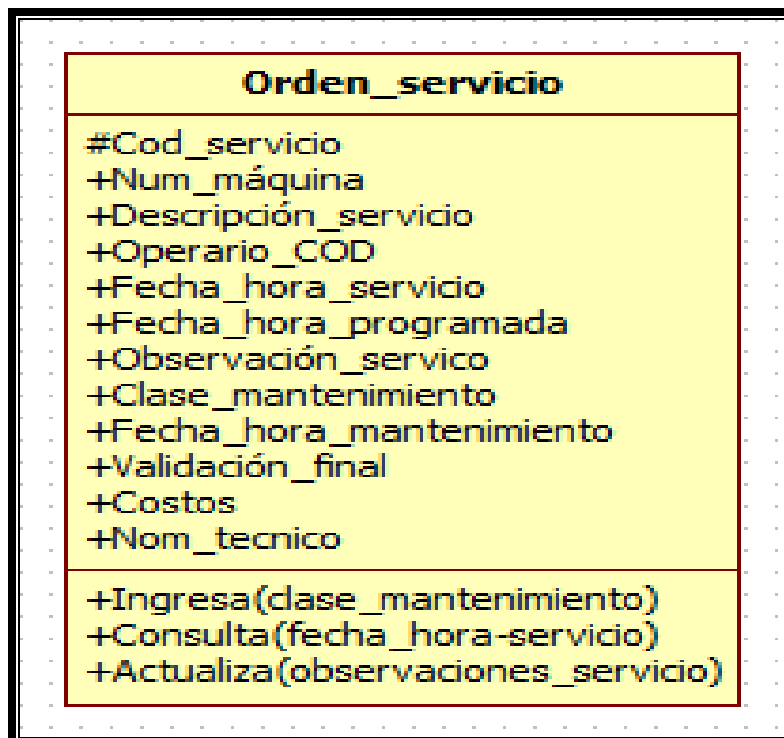 Orden_servicio
#Cod_servicio
+Num_máquina
+Descripción_servicio
+Operario_COD
+Fecha_hora_servicio
+Fecha_hora_programada
+Observación_servico
+Clase_mantenimiento
+Fecha_hora_mantenimiento
+Validación_final
+Costos
+Nom_tecnico
+Ingresa(clase_mantenimiento)
+Consulta(fecha_hora-servicio)
+Actualiza(observaciones_servicio)